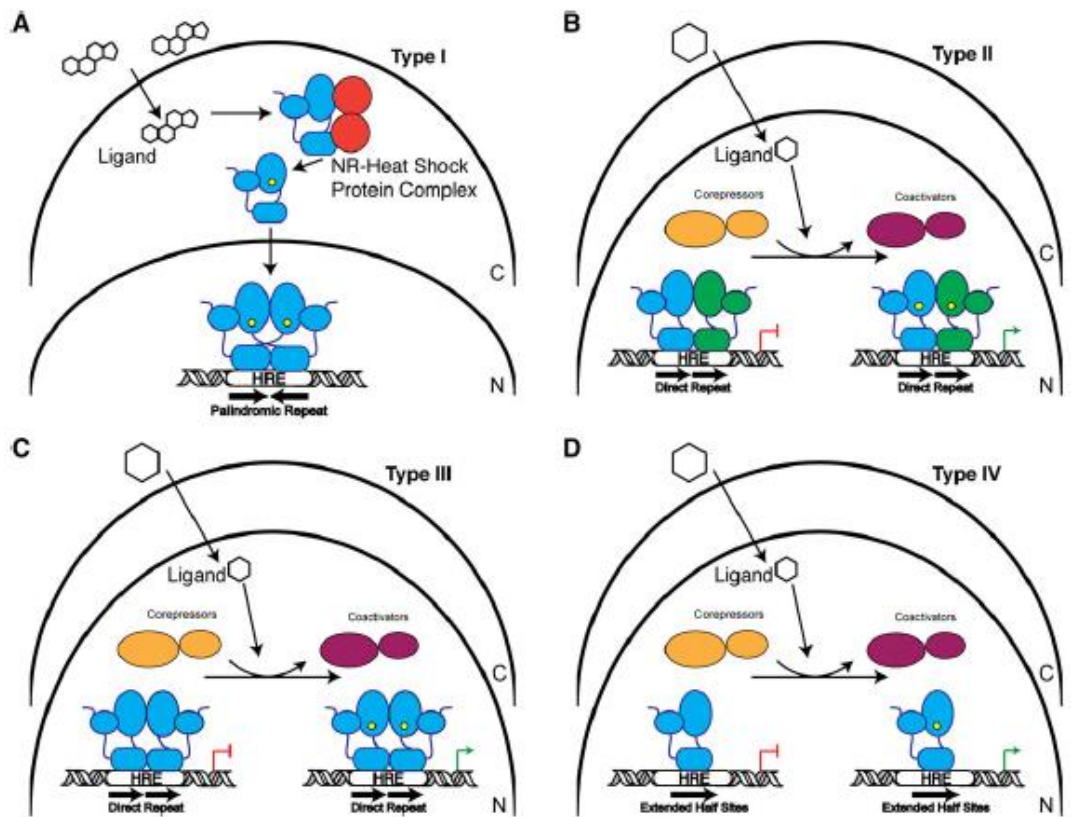 A
Type I
Ligand
NR-Heat Shock
Protein Complex
C
HRE
Palindromic Repeat
N
B
Type II
Ligand
Corepressors
Coactivators
C
HRE
HRE
Direct Repeat
Direct Repeat
N
C
Type III
Ligand
Corepressors
Coactivators
C
HRE
HRE
Direct Repeat
Direct Repeat
N
D
Type IV
Ligand
Corepressors
Coactivators
C
HRE
HRE
Extended Half Sites
Extended Half Sites
N